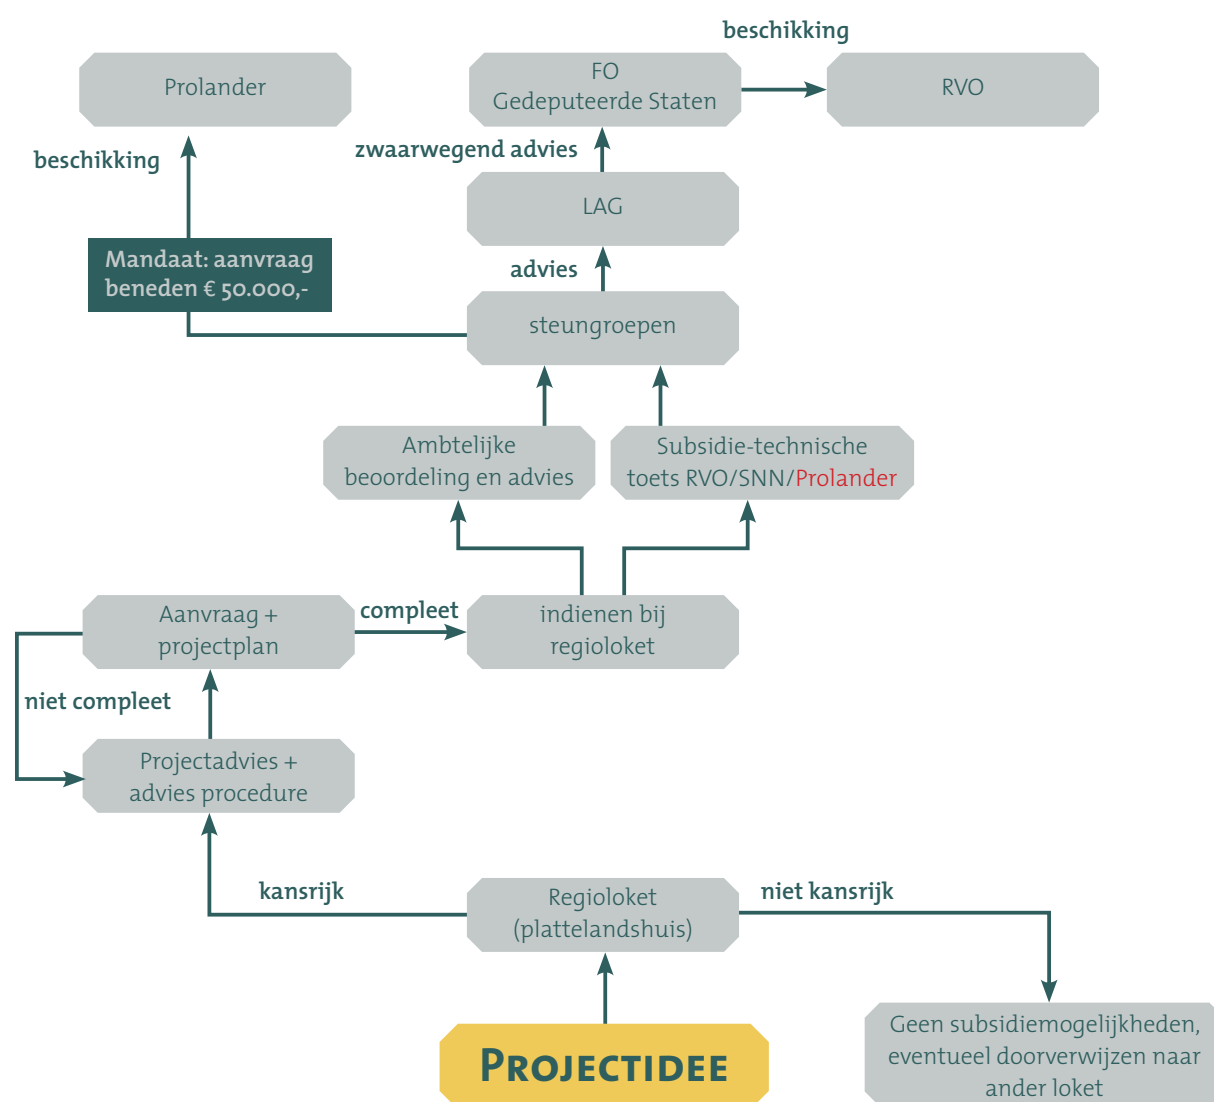 beschikking
Prolander
FO
Gedeputeerde Staten
RVO
beschikking
zwaarwegend advies
LAG
Mandaat: aanvraag
beneden € 50.000,-
advies
steungroepen
Ambtelijke
beoordeling en advies
Subsidie-technische
toets RVO/SNN/Prolander
Aanvraag +
projectplan
compleet
indienen bij
regioloket
niet compleet
Projectadvies +
advies procedure
kansrijk
Regioloket
(plattelandshuis)
niet kansrijk
Projectidee
Geen subsidiemogelijkheden,
eventueel doorverwijzen naar
ander loket